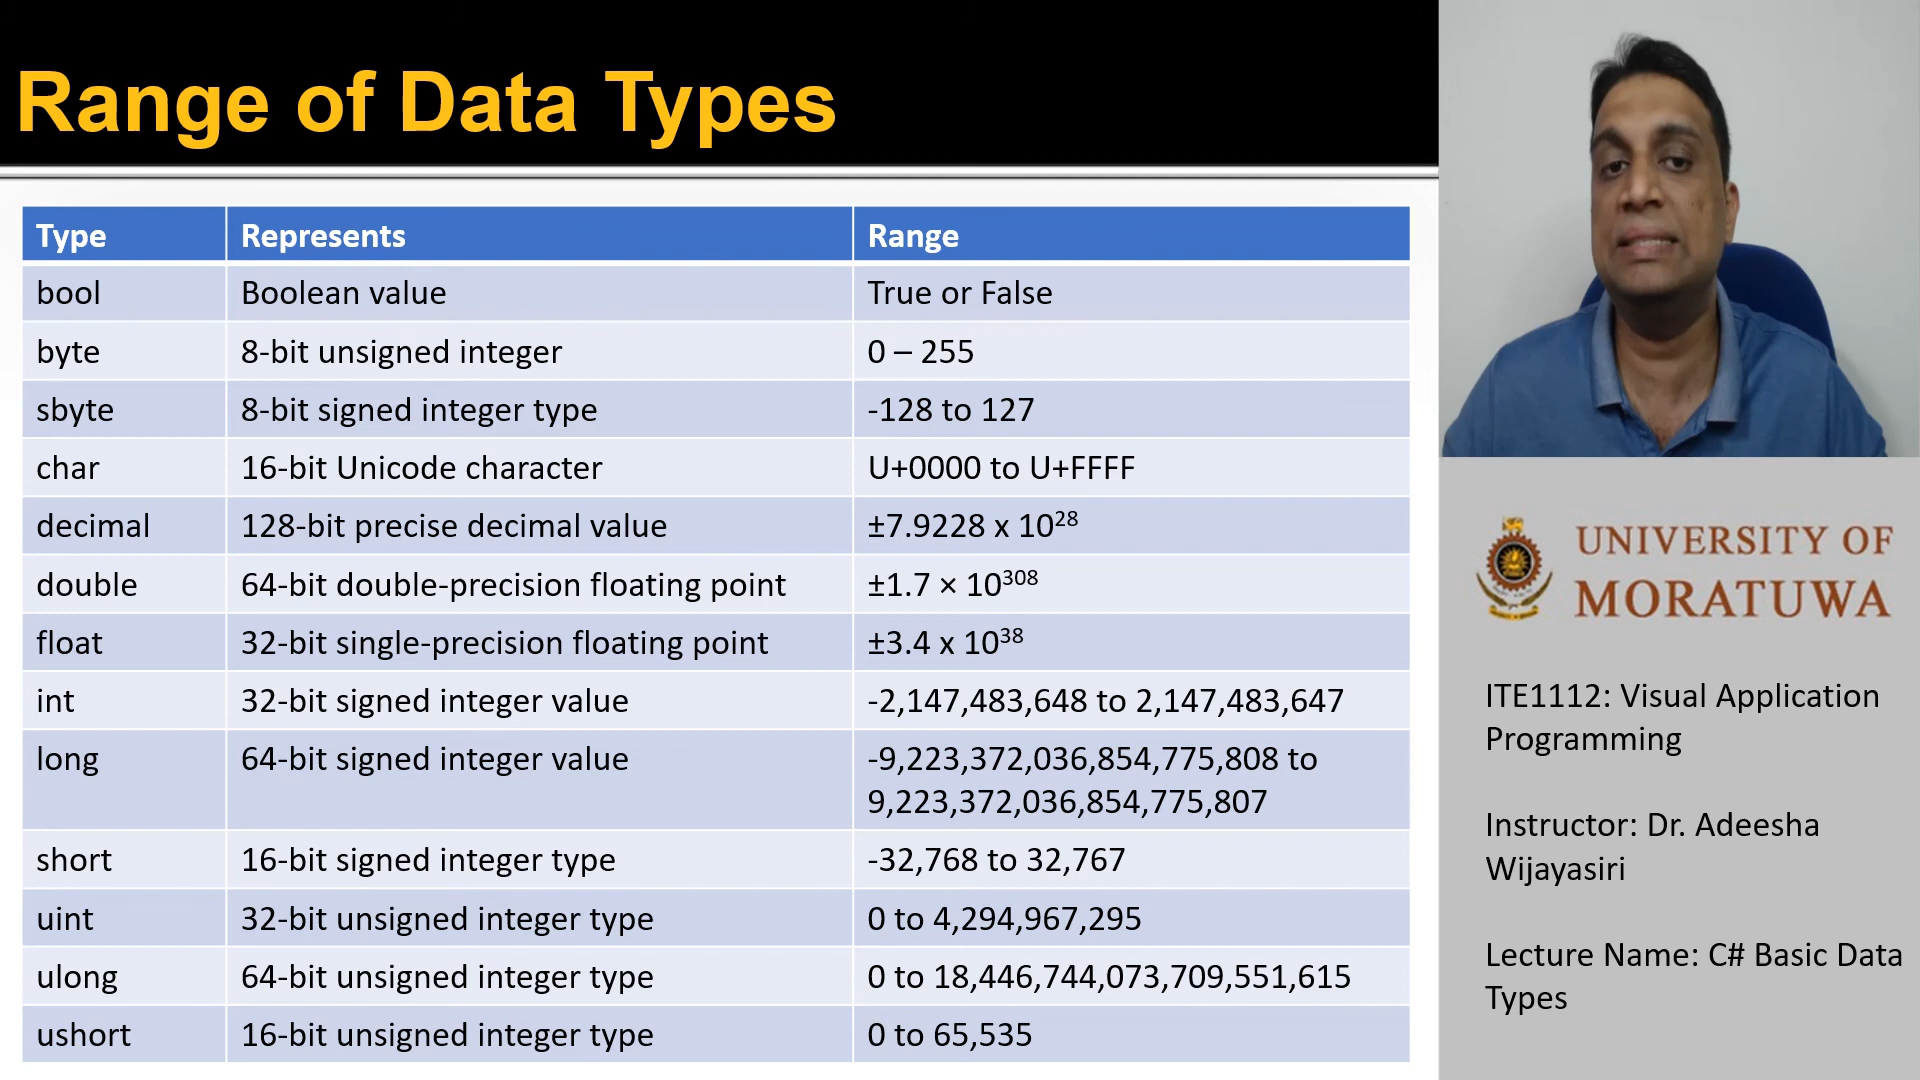 Range of Data Types
Type Represents Range
bool Boolean value True or False
byte 8-bit unsigned integer 0 – 255
sbyte 8-bit signed integer type -128 to 127
char 16-bit Unicode character U+0000 to U+FFFF
decimal 128-bit precise decimal value ±7.9228 x 10²⁸
double 64-bit double-precision floating point ±1.7 × 10³⁰⁸
float 32-bit single-precision floating point ±3.4 x 10³⁸
int 32-bit signed integer value -2,147,483,648 to 2,147,483,647
long 64-bit signed integer value -9,223,372,036,854,775,808 to
9,223,372,036,854,775,807
short 16-bit signed integer type -32,768 to 32,767
uint 32-bit unsigned integer type 0 to 4,294,967,295
ulong 64-bit unsigned integer type 0 to 18,446,744,073,709,551,615
ushort 16-bit unsigned integer type 0 to 65,535
UNIVERSITY OF
MORATUWA
ITE1112: Visual Application
Programming
Instructor: Dr. Adeesha
Wijayasiri
Lecture Name: C# Basic Data
Types